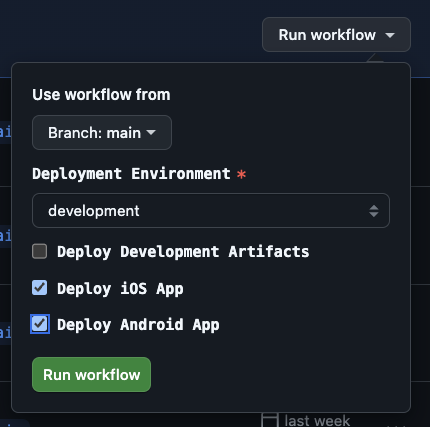 Run workflow
Use workflow from
Branch: main
Deployment Environment *
development
Deploy Development Artifacts
Deploy iOS App
Deploy Android App
Run workflow
last week